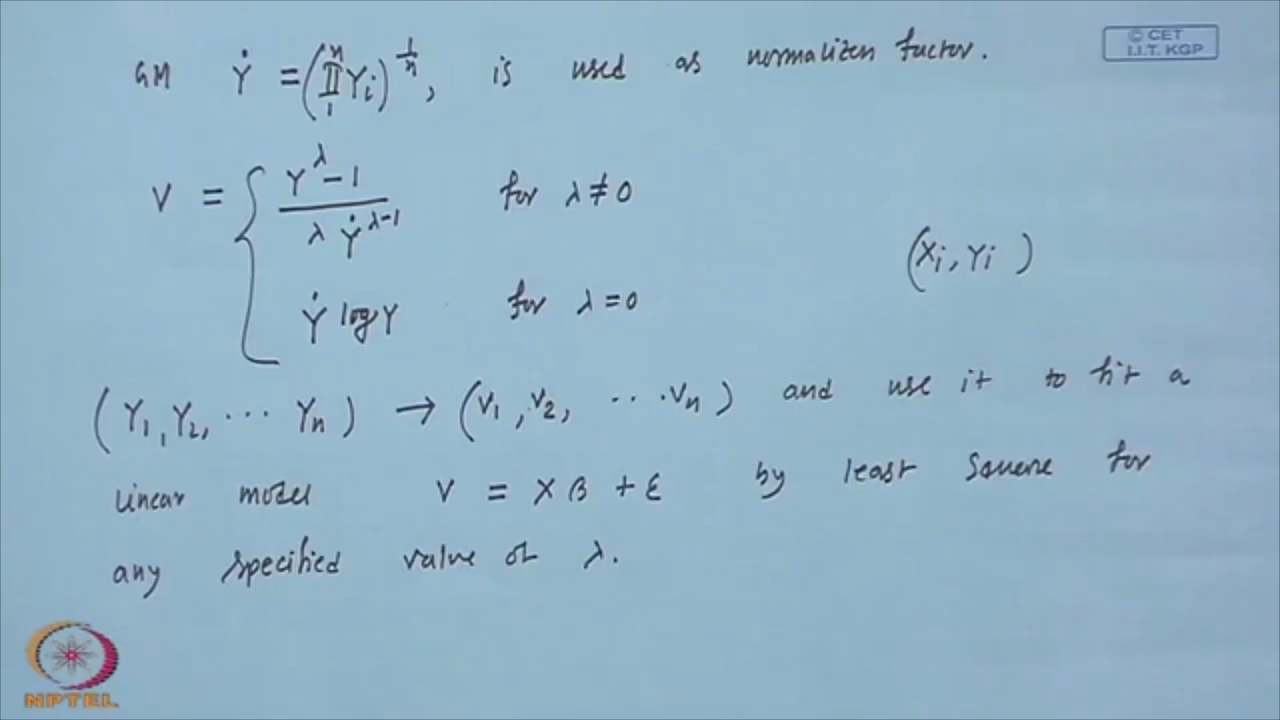 © CET
I.I.T. KGP
GM Ẏ = (∏₁ⁿ Yi)^(1/n), is used as normalizen factor.
V = { (Y^λ - 1) / (λ Ẏ^(λ-1)) for λ ≠ 0
Ẏ log Y for λ = 0
(Xi, Yi)
(Y1, Y2, ... Yn) → (V1, V2, ... Vn) and use it to fit a
linear model V = Xβ + ε by least square for
any specified value of λ.
NPTEL